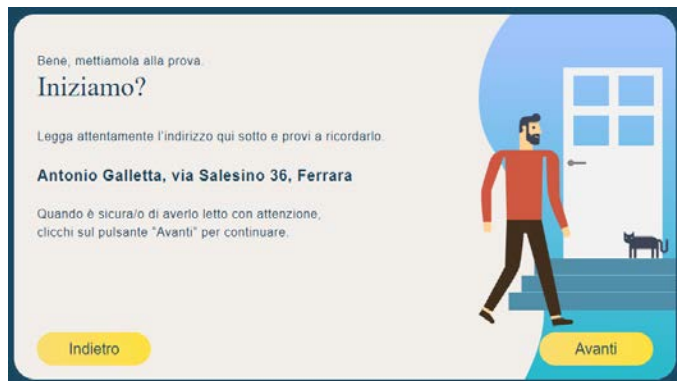 Bene, mettiamola alla prova.
Iniziamo?
Legga attentamente l'indirizzo qui sotto e provi a ricordarlo.
Antonio Galletta, via Salesino 36, Ferrara
Quando è sicura/o di averlo letto con attenzione,
clicchi sul pulsante "Avanti" per continuare.
Indietro
Avanti